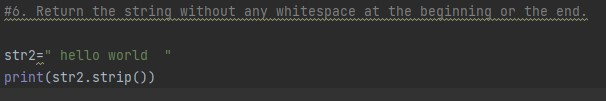 #6. Return the string without any whitespace at the beginning or the end.
str2=" hello world  "
print(str2.strip())